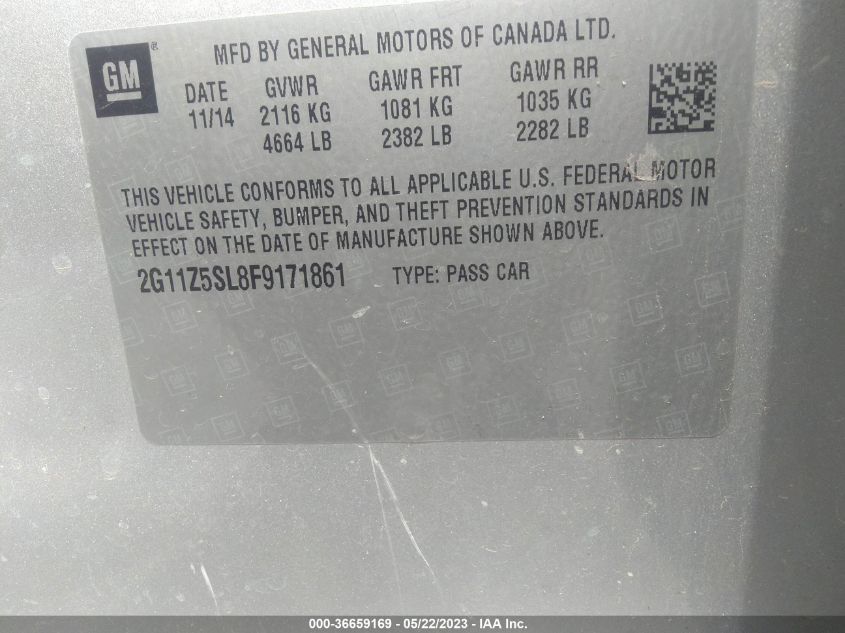 GM ®
MFD BY GENERAL MOTORS OF CANADA LTD.
DATE GVWR GAWR FRT GAWR RR
11/14 2116 KG 1081 KG 1035 KG
4664 LB 2382 LB 2282 LB
THIS VEHICLE CONFORMS TO ALL APPLICABLE U.S. FEDERAL MOTOR
VEHICLE SAFETY, BUMPER, AND THEFT PREVENTION STANDARDS IN
EFFECT ON THE DATE OF MANUFACTURE SHOWN ABOVE.
2G11Z5SL8F9171861 TYPE: PASS CAR
000-36659169 - 05/22/2023 - IAA Inc.